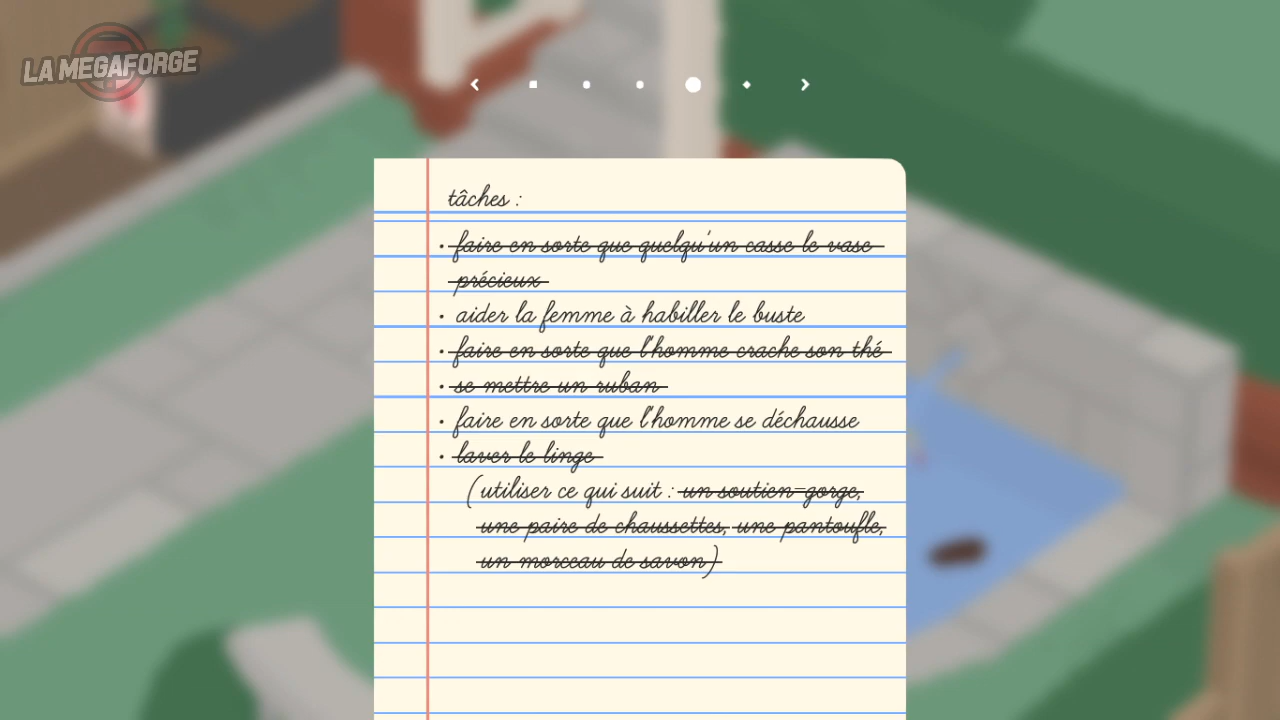 LA MEGAFORGE
tâches :
• faire en sorte que quelqu'un casse le vase
précieux
• aider la femme à habiller le buste
• faire en sorte que l'homme crache son thé
• se mettre un ruban
• faire en sorte que l'homme se déchausse
• laver le linge
(utiliser ce qui suit : un soutien-gorge,
une paire de chaussettes, une pantoufle,
un morceau de savon)